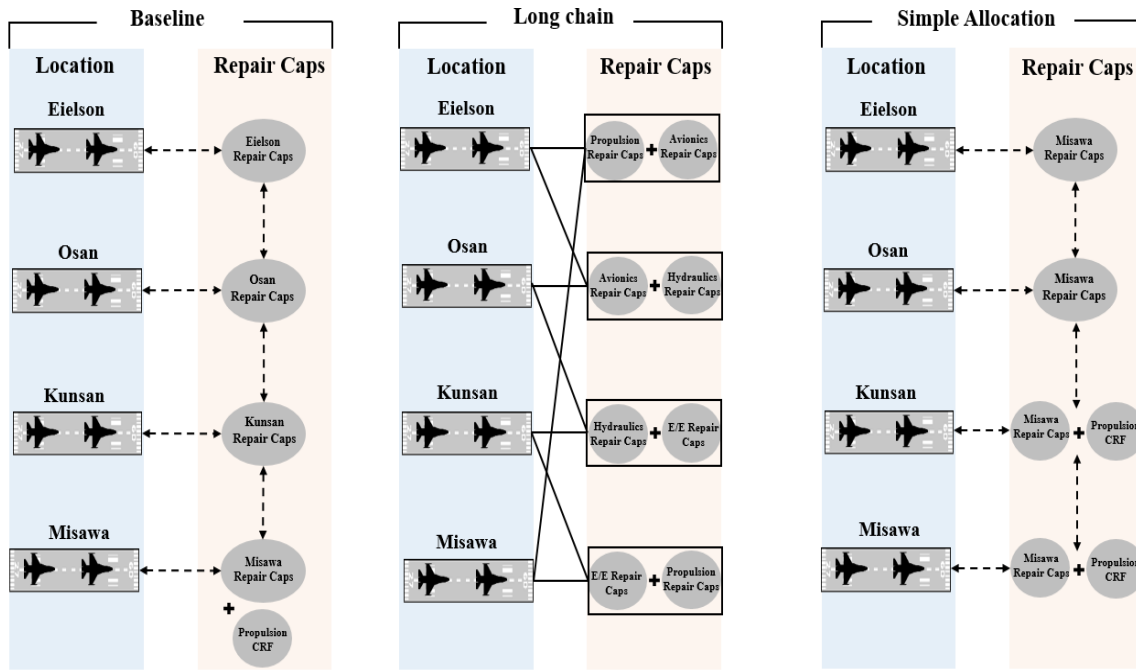 Baseline
Location
Repair Caps
Eielson
Eielson
Repair Caps
Osan
Osan
Repair Caps
Kunsan
Kunsan
Repair Caps
Misawa
Misawa
Repair Caps
+
Propulsion
CRF
Long chain
Location
Repair Caps
Eielson
Propulsion
Repair Caps
+
Avionics
Repair Caps
Osan
Avionics
Repair Caps
+
Hydraulics
Repair Caps
Kunsan
Hydraulics
Repair Caps
+
E/E Repair
Caps
Misawa
E/E Repair
Caps
+
Propulsion
Repair Caps
Simple Allocation
Location
Repair Caps
Eielson
Misawa
Repair Caps
Osan
Misawa
Repair Caps
Kunsan
Misawa
Repair Caps
+
Propulsion
CRF
Misawa
Misawa
Repair Caps
+
Propulsion
CRF